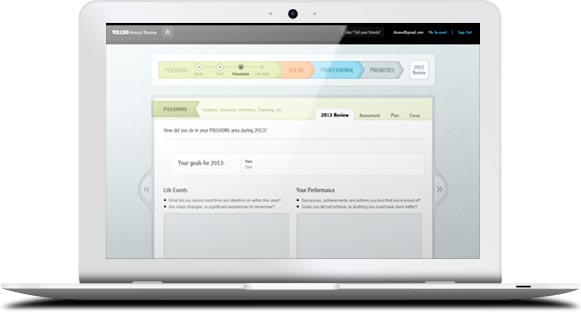 YOLEDO Annual Review
Like? Tell your friends!
My Account | Sign Out
PERSONAL
Self
Passions
Lifestyle
SOCIAL
PROFESSIONAL
PRIORITIES
2013
Review
PASSIONS
Hobbies, Interests, Activities, Traveling, etc.
2013 Review
Assessment
Plan
Focus
How did you do in your PASSIONS area during 2013?
Your goals for 2013:
Two
One
Life Events
What did you spend most time and attention on within this area?
Any major changes, or significant experiences to remember?
Your Performance
Successes, achievements and actions you took that you're proud of?
Goals you did not achieve, or anything you could have done better?